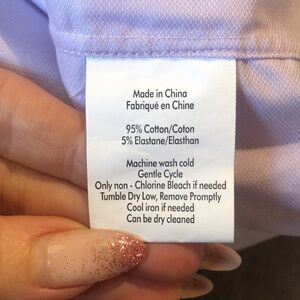 Made in China
Fabriqué en Chine
95% Cotton/Coton
5% Elastane/Elasthan
Machine wash cold
Gentle Cycle
Only non - Chlorine Bleach if needed
Tumble Dry Low, Remove Promptly
Cool iron if needed
Can be dry cleaned